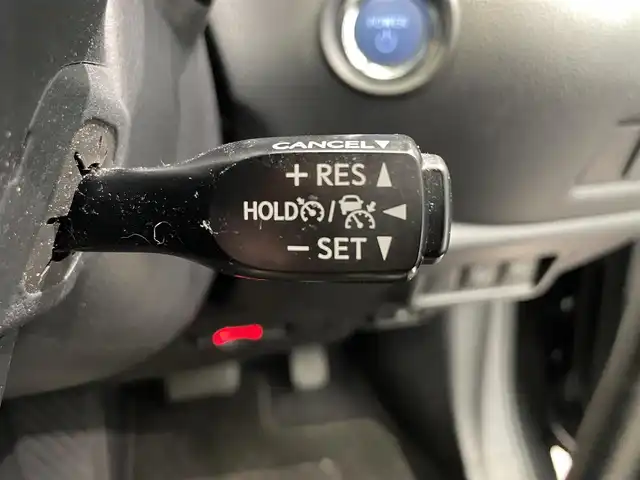 CANCEL▼
+ RES ▲
HOLD / ◀
− SET ▼